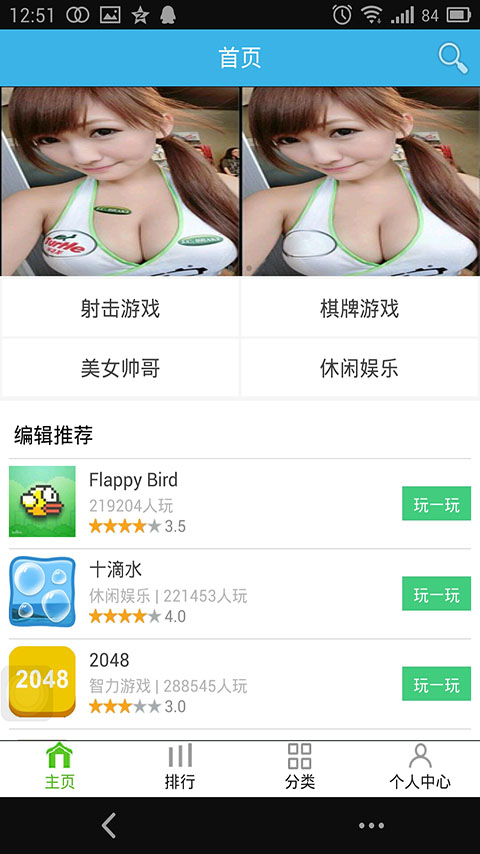 12:51
84
首页
Turtle
射击游戏
棋牌游戏
美女帅哥
休闲娱乐
编辑推荐
Flappy Bird
219204人玩
3.5
玩一玩
十滴水
休闲娱乐 | 221453人玩
4.0
玩一玩
2048
2048
智力游戏 | 288545人玩
3.0
玩一玩
主页
排行
分类
个人中心